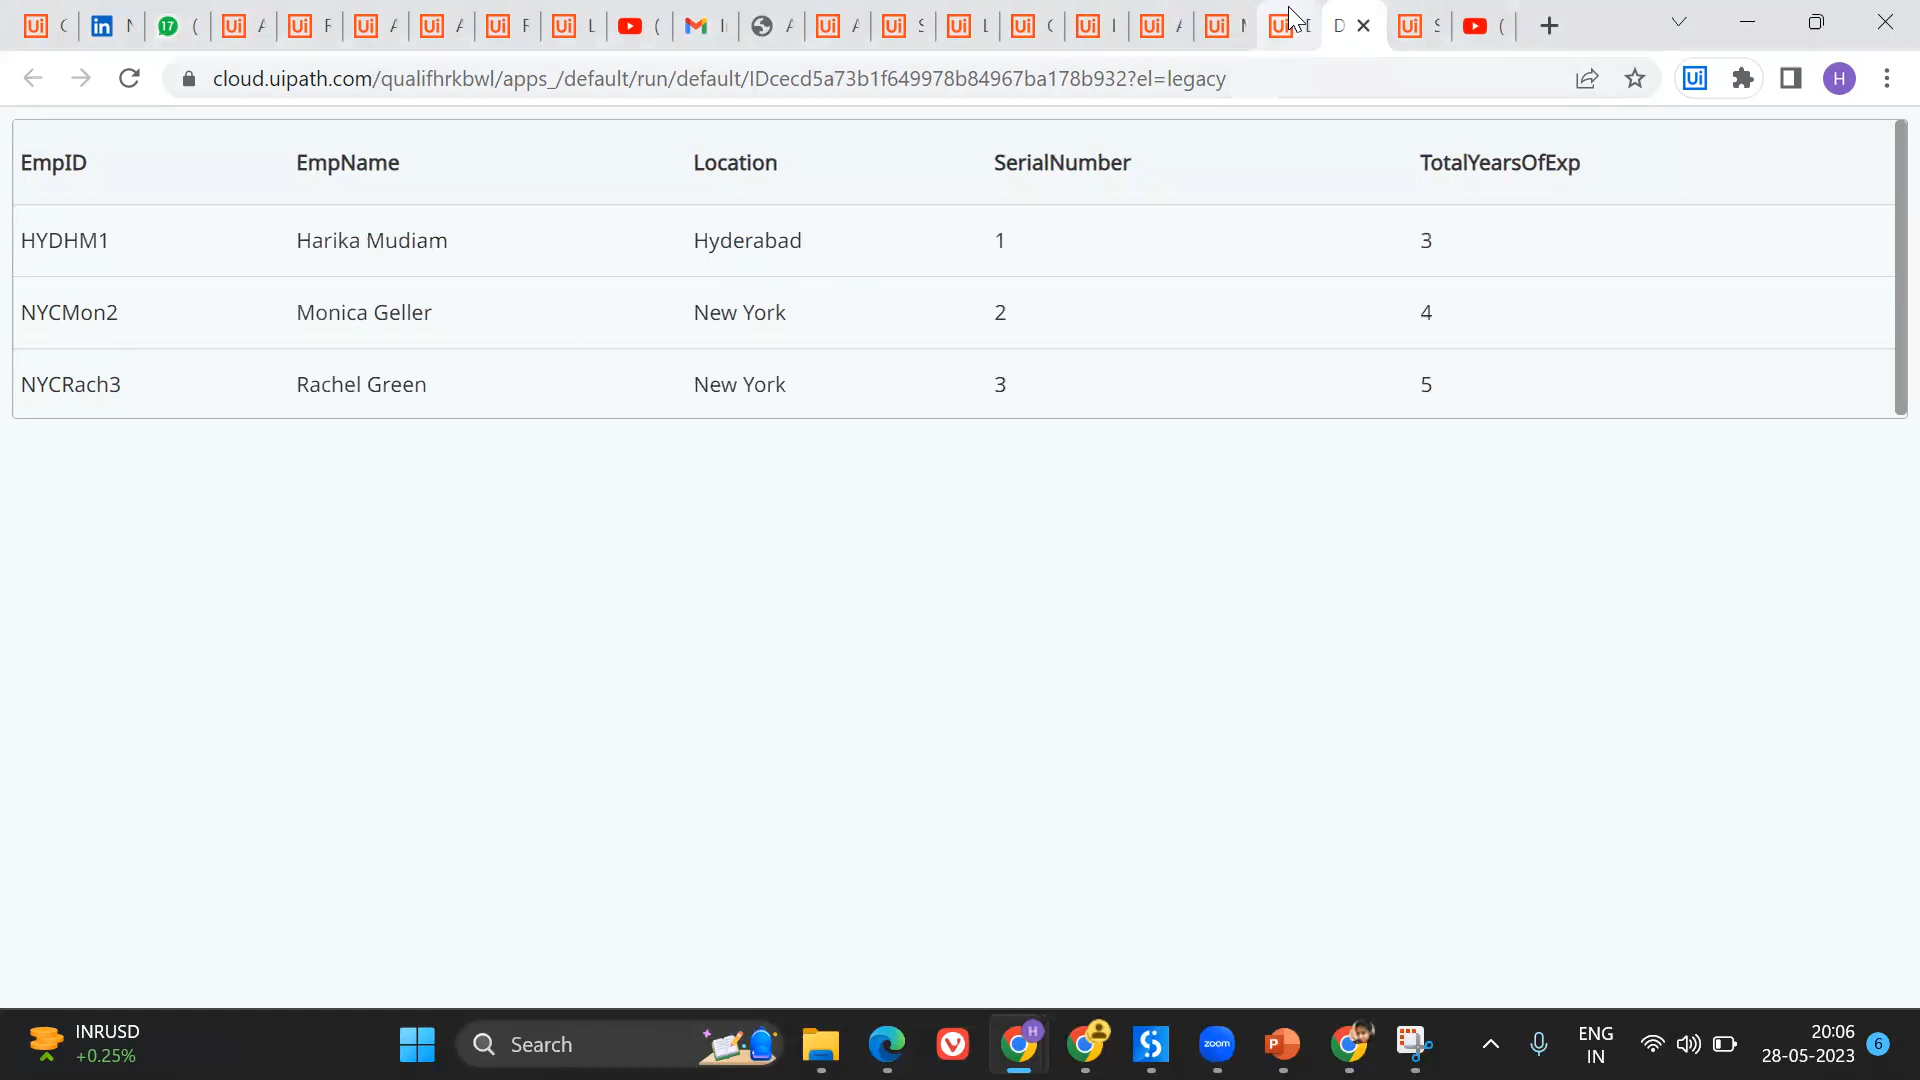 cloud.uipath.com/qualifhrkbwl/apps_/default/run/default/IDcecd5a73b1f649978b84967ba178b932?el=legacy
H
EmpID EmpName Location SerialNumber TotalYearsOfExp
HYDHM1 Harika Mudiam Hyderabad 1 3
NYCMon2 Monica Geller New York 2 4
NYCRach3 Rachel Green New York 3 5
INRUSD
+0.25%
Search
zoom
ENG
IN
20:06
28-05-2023
6